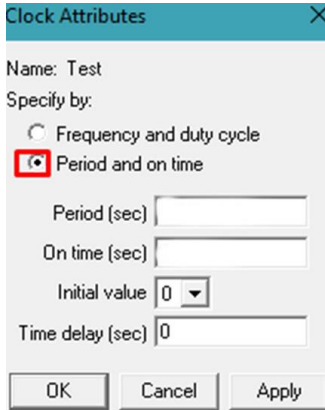 Clock Attributes
Name: Test
Specify by:
Frequency and duty cycle
Period and on time
Period (sec)
On time (sec)
Initial value 0
Time delay (sec) 0
OK Cancel Apply